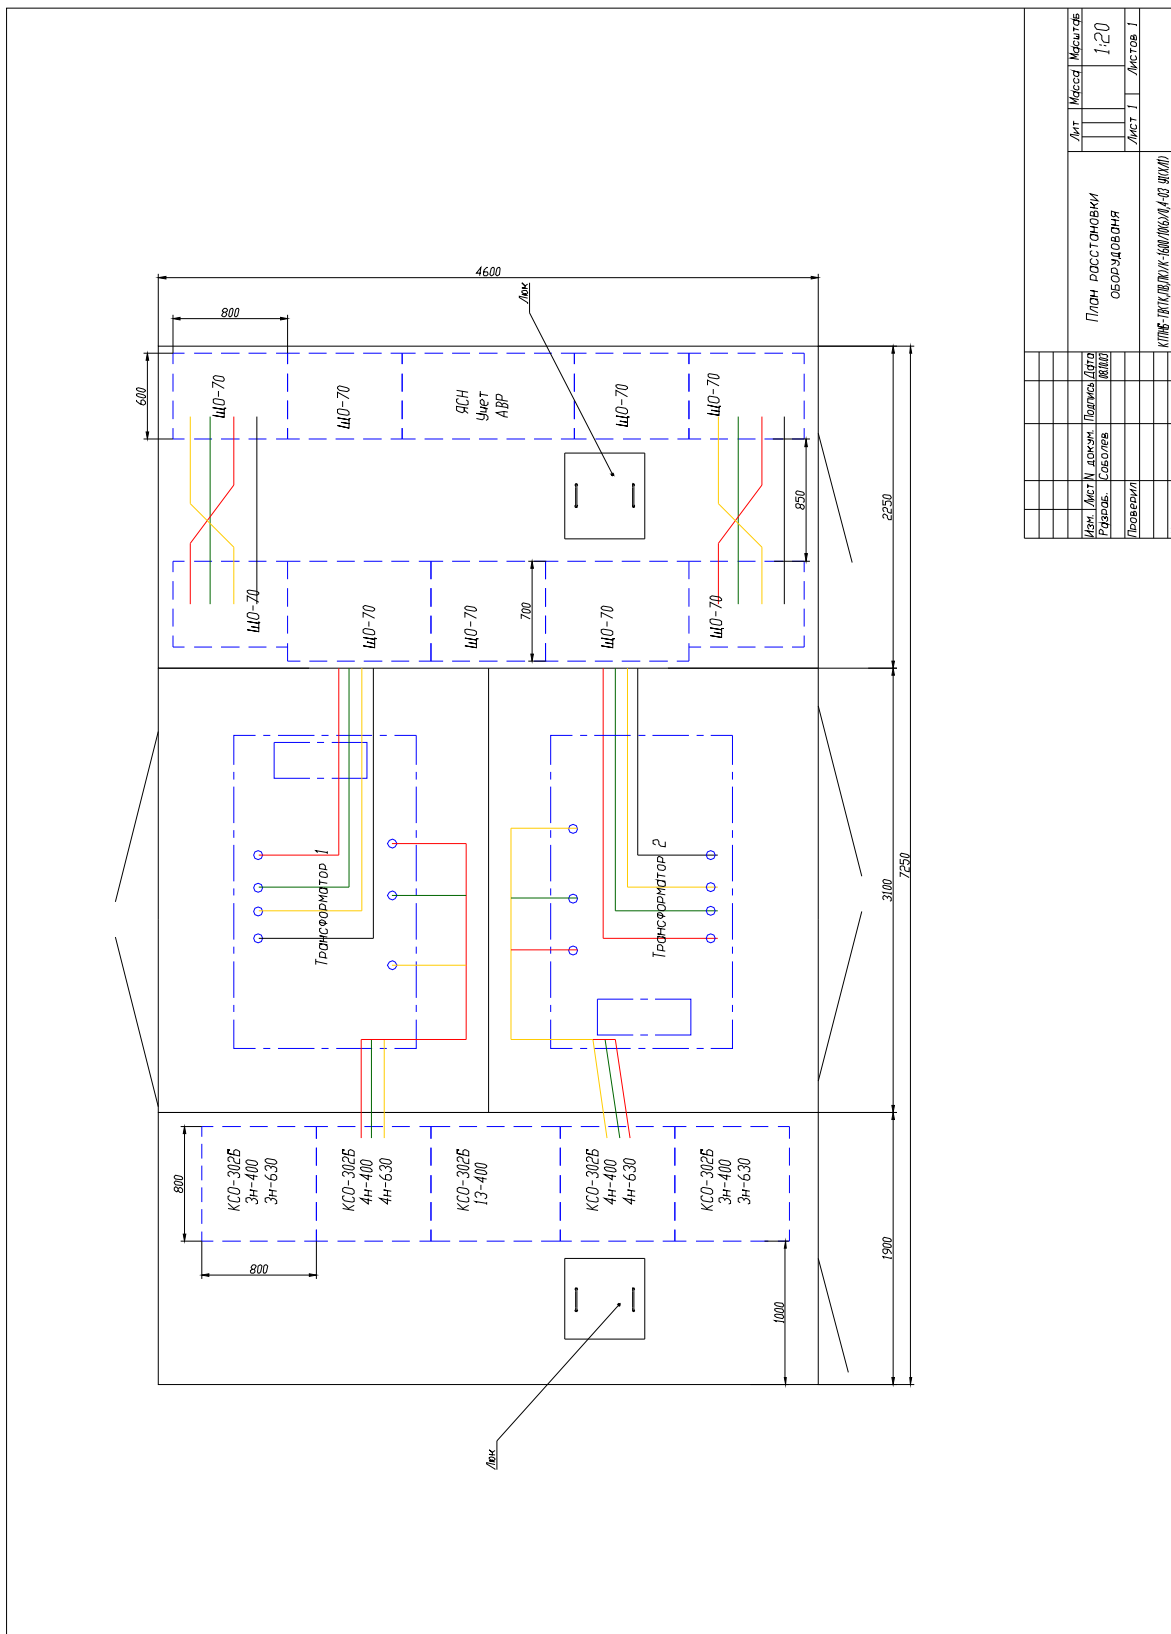 4600
800
600
ЩО-70
ЩО-70
ЯСН
Учет
АВР
ЩО-70
ЩО-70
Люк
850
2250
ЩО-70
ЩО-70
ЩО-70
700
ЩО-70
ЩО-70
Трансформатор 1
Трансформатор 2
3100
7250
КСО-302Б
3н-400
3н-630
КСО-302Б
4н-400
4н-630
КСО-302Б
13-400
КСО-302Б
4н-400
4н-630
КСО-302Б
3н-400
3н-630
800
800
1000
1900
Люк
Изм. Лист N докум. Подпись Дата
Разраб. Соболев
Проверил
План расстановки
оборудованя
Лит Масса Масштаб
1:20
Лист 1 Листов 1